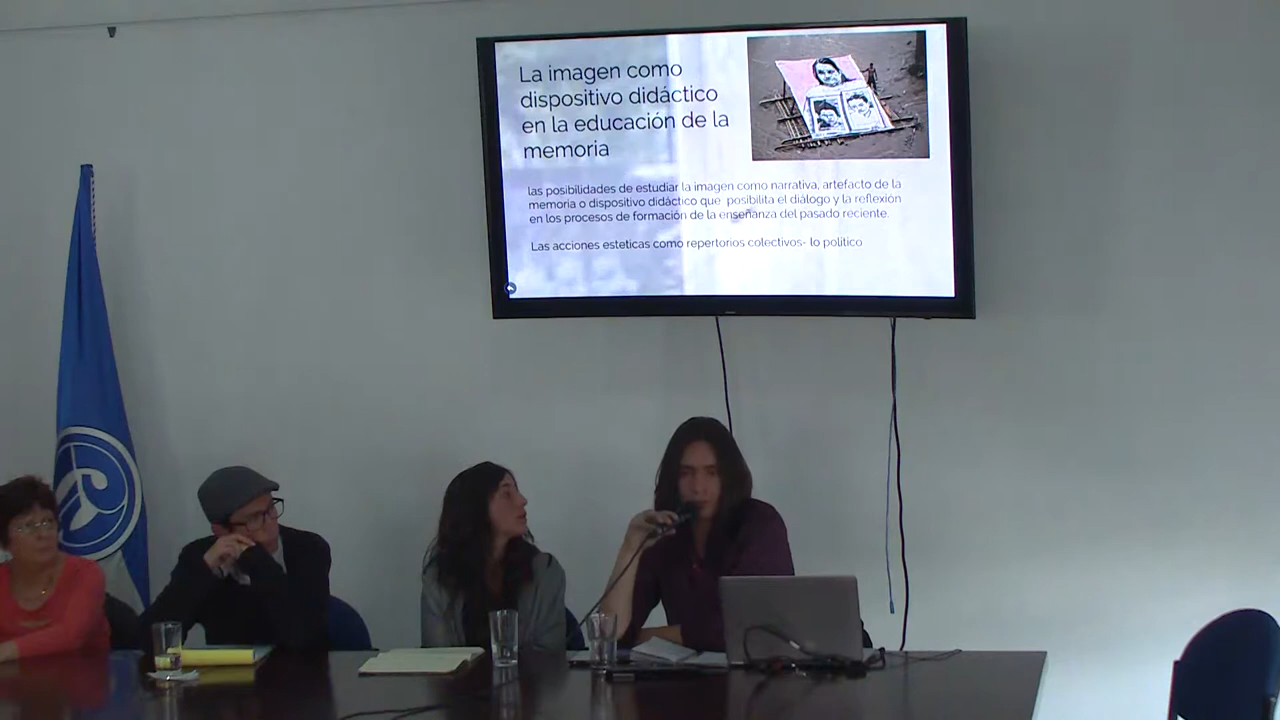 La imagen como
dispositivo didáctico
en la educación de la
memoria
las posibilidades de estudiar la imagen como narrativa, artefacto de la
memoria o dispositivo didáctico que posibilita el diálogo y la reflexión
en los procesos de formación de la enseñanza del pasado reciente.
Las acciones esteticas como repertorios colectivos- lo político